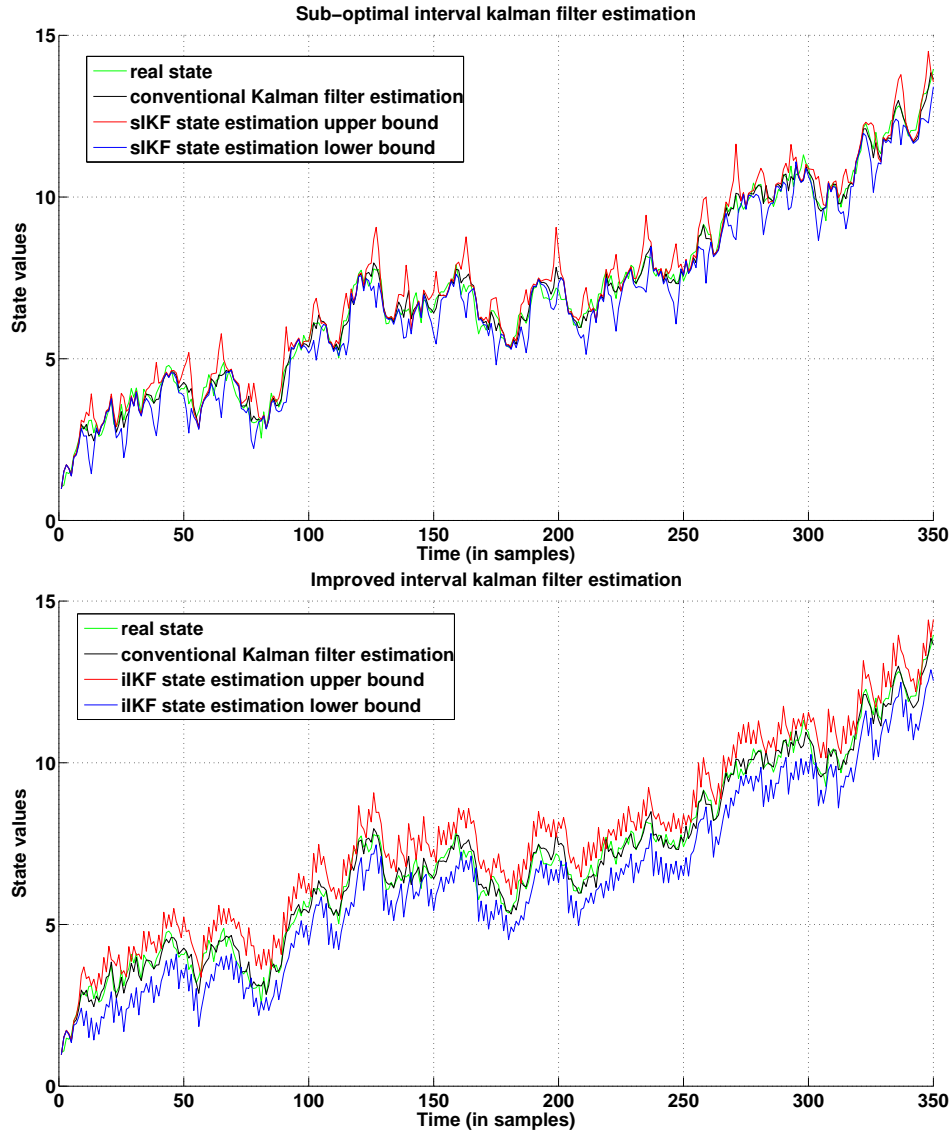 Sub-optimal interval kalman filter estimation
15
real state
conventional Kalman filter estimation
sIKF state estimation upper bound
sIKF state estimation lower bound
10
State values
5
0
0 50 100 150 200 250 300 350
Time (in samples)
Improved interval kalman filter estimation
15
real state
conventional Kalman filter estimation
iIKF state estimation upper bound
iIKF state estimation lower bound
10
State values
5
0
0 50 100 150 200 250 300 350
Time (in samples)